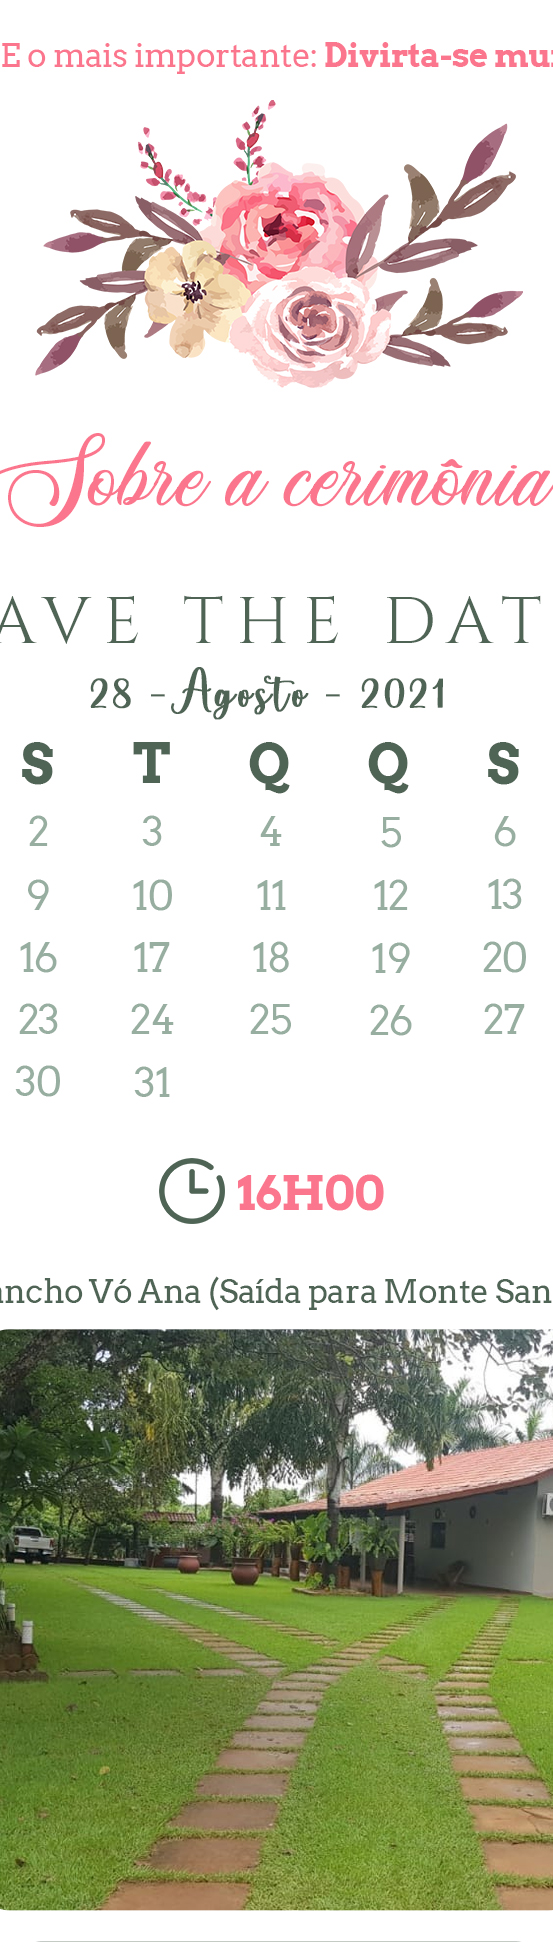 E o mais importante: Divirta-se mui
Sobre a cerimônia
AVE THE DAT
28 - Agosto - 2021
S T Q Q S
2 3 4 5 6
9 10 11 12 13
16 17 18 19 20
23 24 25 26 27
30 31
16H00
ancho Vó Ana (Saída para Monte San